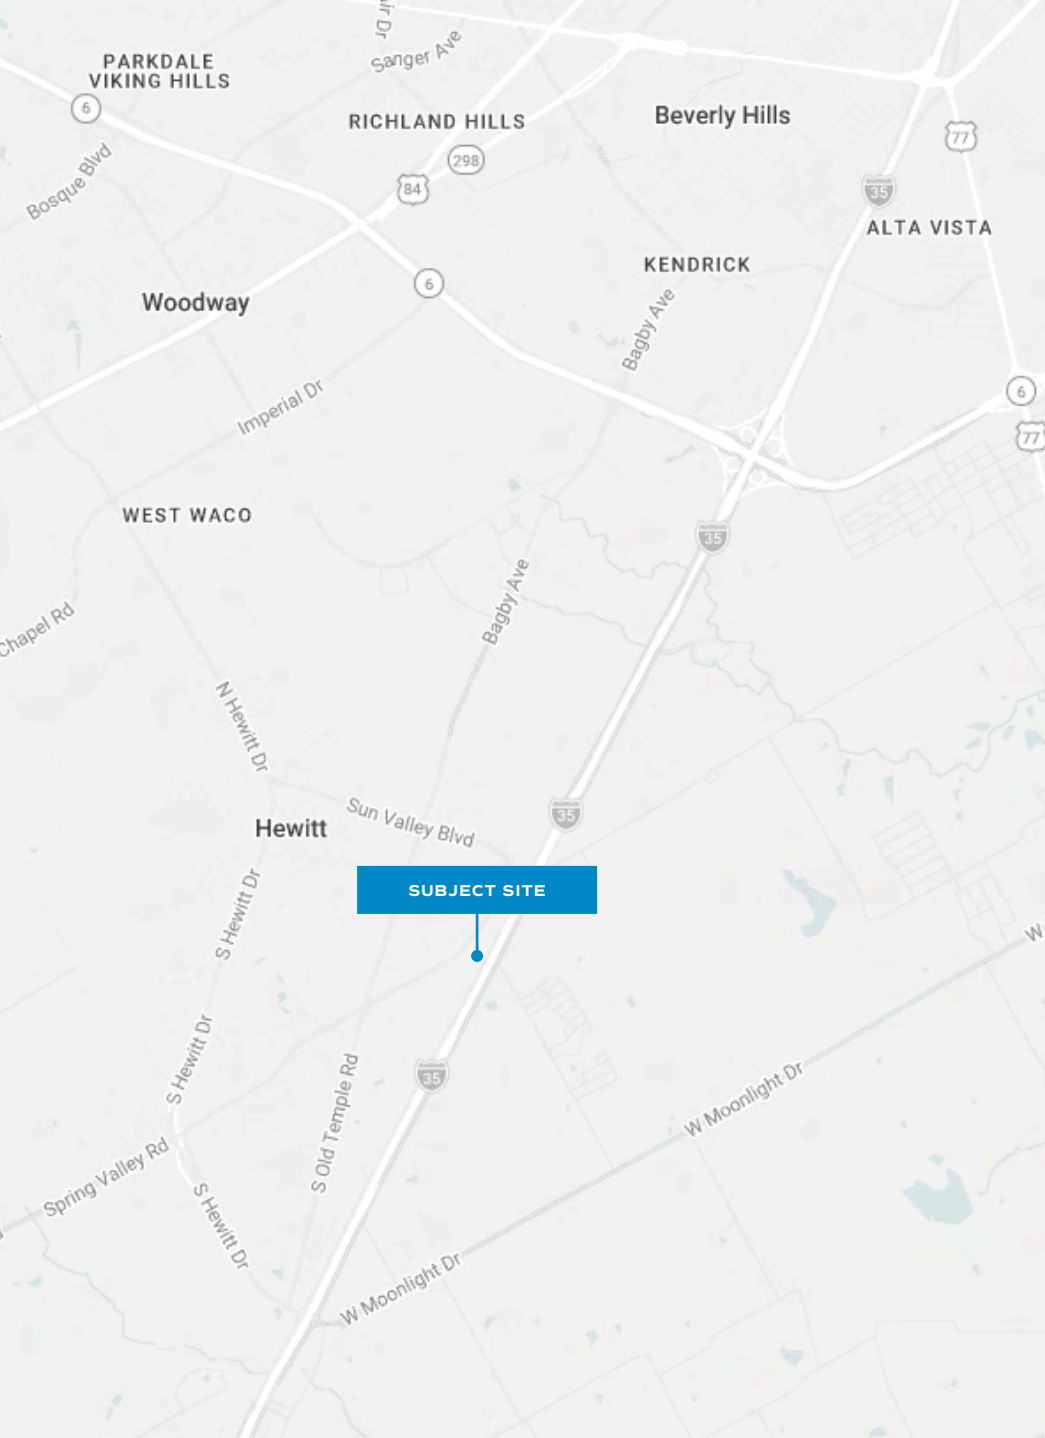 Sanger Ave
PARKDALE
VIKING HILLS
6
RICHLAND HILLS
Beverly Hills
77
298
84
35
Bosque Blvd
ALTA VISTA
KENDRICK
6
Woodway
Bagby Ave
6
Imperial Dr
77
WEST WACO
35
Bagby Ave
Chapel Rd
N Hewitt Dr
Sun Valley Blvd
35
Hewitt
SUBJECT SITE
S Hewitt Dr
W
S Hewitt Dr
35
W Moonlight Dr
S Old Temple Rd
Spring Valley Rd
S Hewitt Dr
W Moonlight Dr